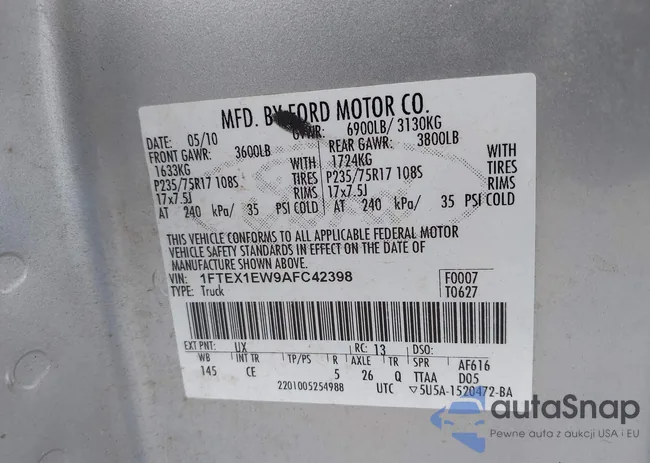 MFD. BY FORD MOTOR CO.
DATE: 05/10 GVWR: 6900LB/ 3130KG
FRONT GAWR: 3600LB REAR GAWR: 3800LB
1633KG WITH 1724KG WITH
P235/75R17 108S TIRES P235/75R17 108S TIRES
17x7.5J RIMS 17x7.5J RIMS
AT 240 kPa/ 35 PSI COLD AT 240 kPa/ 35 PSI COLD
THIS VEHICLE CONFORMS TO ALL APPLICABLE FEDERAL MOTOR
VEHICLE SAFETY STANDARDS IN EFFECT ON THE DATE OF
MANUFACTURE SHOWN ABOVE.
VIN: 1FTEX1EW9AFC42398 F0007
TYPE: Truck T0627
EXT PNT: UX RC: 13 DSO:
WB INT TR TP/PS R AXLE TR SPR AF616
145 CE 5 26 Q TTAA D05
2201005254988 UTC ▽5U5A-1520472-BA
autaSnap
Pewne auta z aukcji USA i EU